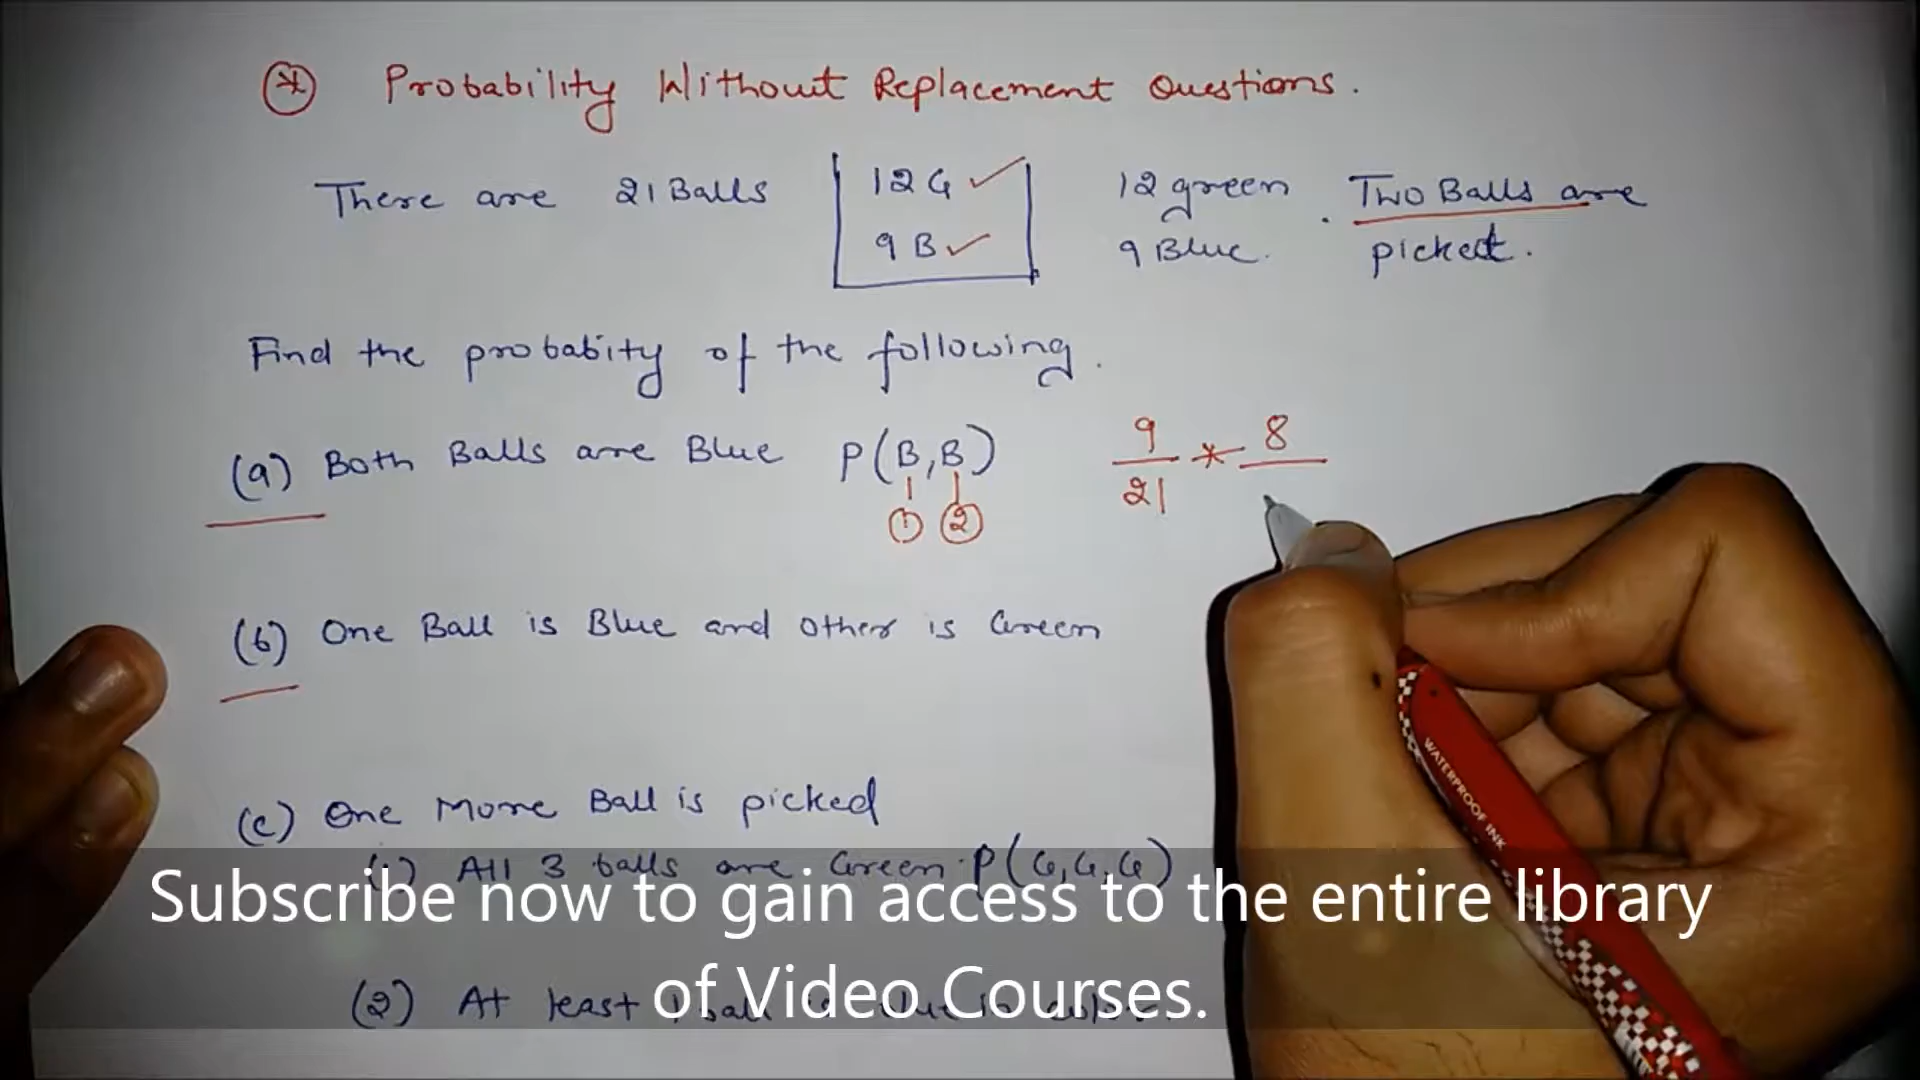 * Probability Without Replacement Questions.
There are 21 Balls
12 G
9 B
12 green
9 Blue.
. Two Balls are
picked.
Find the probabity of the following.
(a) Both Balls are Blue P(B,B)
1 2
9 * 8
21
(b) One Ball is Blue and other is Green
(c) One More Ball is picked
(1) All 3 balls are Green P(G,G,G)
Subscribe now to gain access to the entire library
of Video Courses.
(2) At least 1 ball
WATERPROOF INK